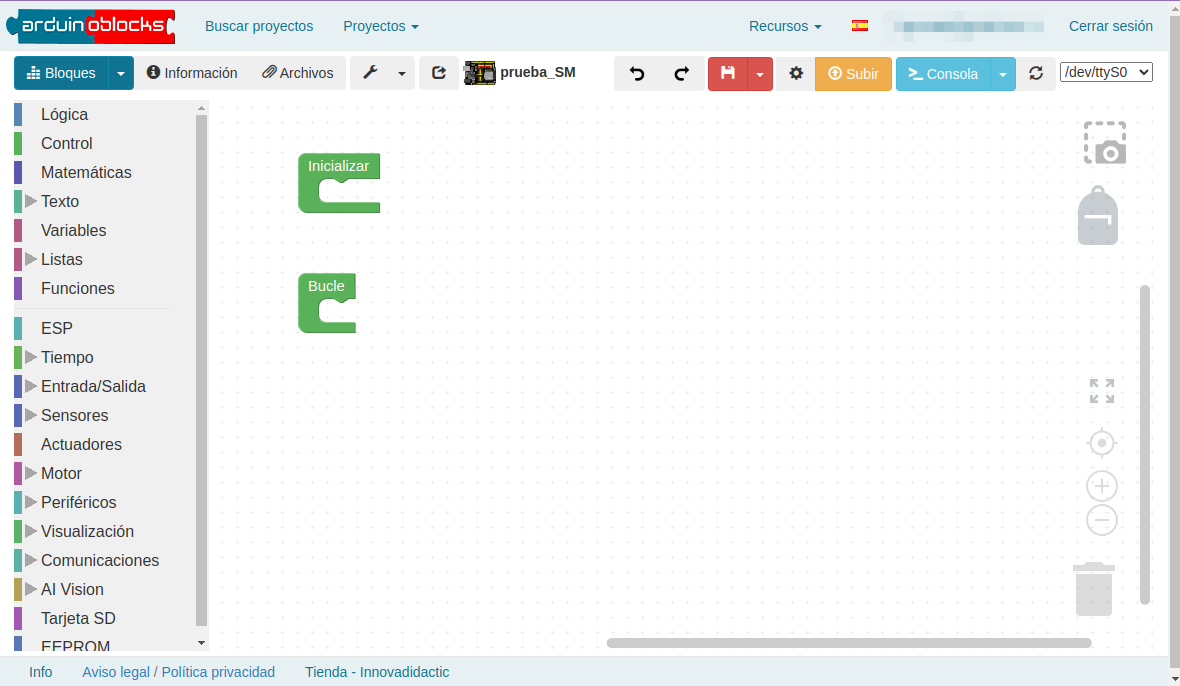 arduinoblocks
Buscar proyectos
Proyectos
Recursos
Cerrar sesión
Bloques
Información
Archivos
prueba_SM
Subir
Consola
/dev/ttyS0
Lógica
Control
Matemáticas
Texto
Variables
Listas
Funciones
ESP
Tiempo
Entrada/Salida
Sensores
Actuadores
Motor
Periféricos
Visualización
Comunicaciones
AI Vision
Tarjeta SD
EEPROM
Inicializar
Bucle
Info
Aviso legal / Política privacidad
Tienda - Innovadidactic